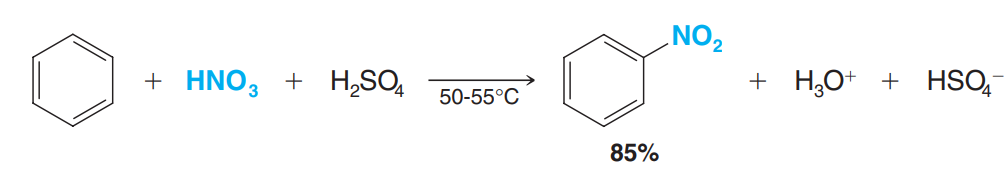 NO₂
+ HNO₃ + H₂SO₄ + H₃O⁺ + HSO₄⁻
50-55°C
85%